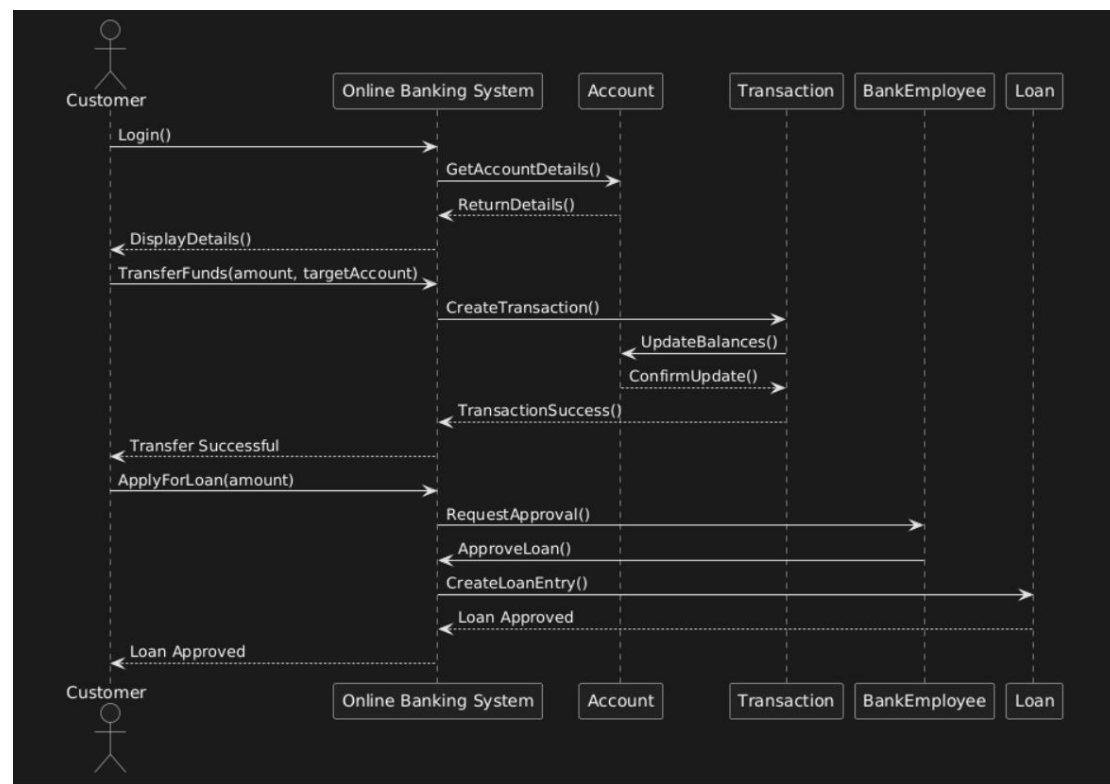 Customer
Online Banking System
Account
Transaction
BankEmployee
Loan
Login()
GetAccountDetails()
ReturnDetails()
DisplayDetails()
TransferFunds(amount, targetAccount)
CreateTransaction()
UpdateBalances()
ConfirmUpdate()
TransactionSuccess()
Transfer Successful
ApplyForLoan(amount)
RequestApproval()
ApproveLoan()
CreateLoanEntry()
Loan Approved
Loan Approved
Customer
Online Banking System
Account
Transaction
BankEmployee
Loan